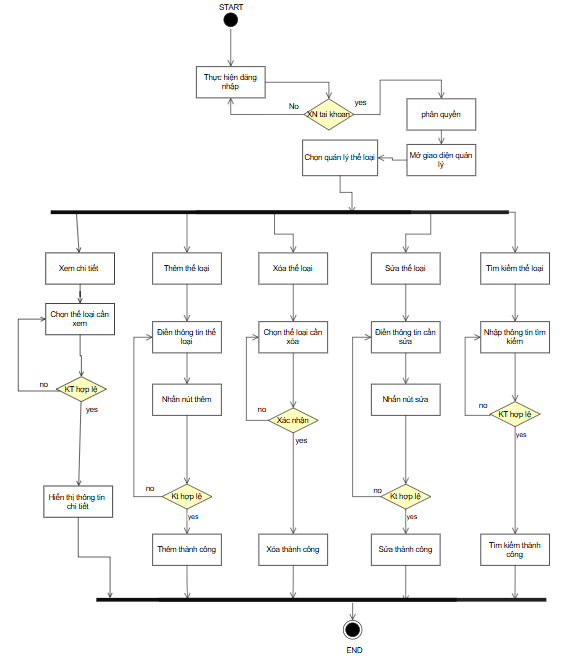 START
Thực hiện đăng
nhập
No
XN tai khoan
yes
phân quyền
Chọn quản lý thể loại
Mở giao diện quản
lý
Xem chi tiết
Thêm thể loại
Xóa thể loại
Sửa thể loại
Tìm kiếm thể loại
Chọn thể loại cần
xem
Điền thông tin thể
loại
Chọn thể loại cần
xóa
Điền thông tin cần
sửa
Nhập thông tin tìm
kiếm
no
KT hợp lệ
yes
Nhấn nút thêm
no
Xác nhận
yes
Nhấn nút sửa
no
KT hợp lệ
yes
Hiển thị thông tin
chi tiết
no
Kt hợp lệ
yes
no
Kt hợp lệ
yes
Thêm thành công
Xóa thành công
Sửa thành công
Tìm kiếm thành
công
END